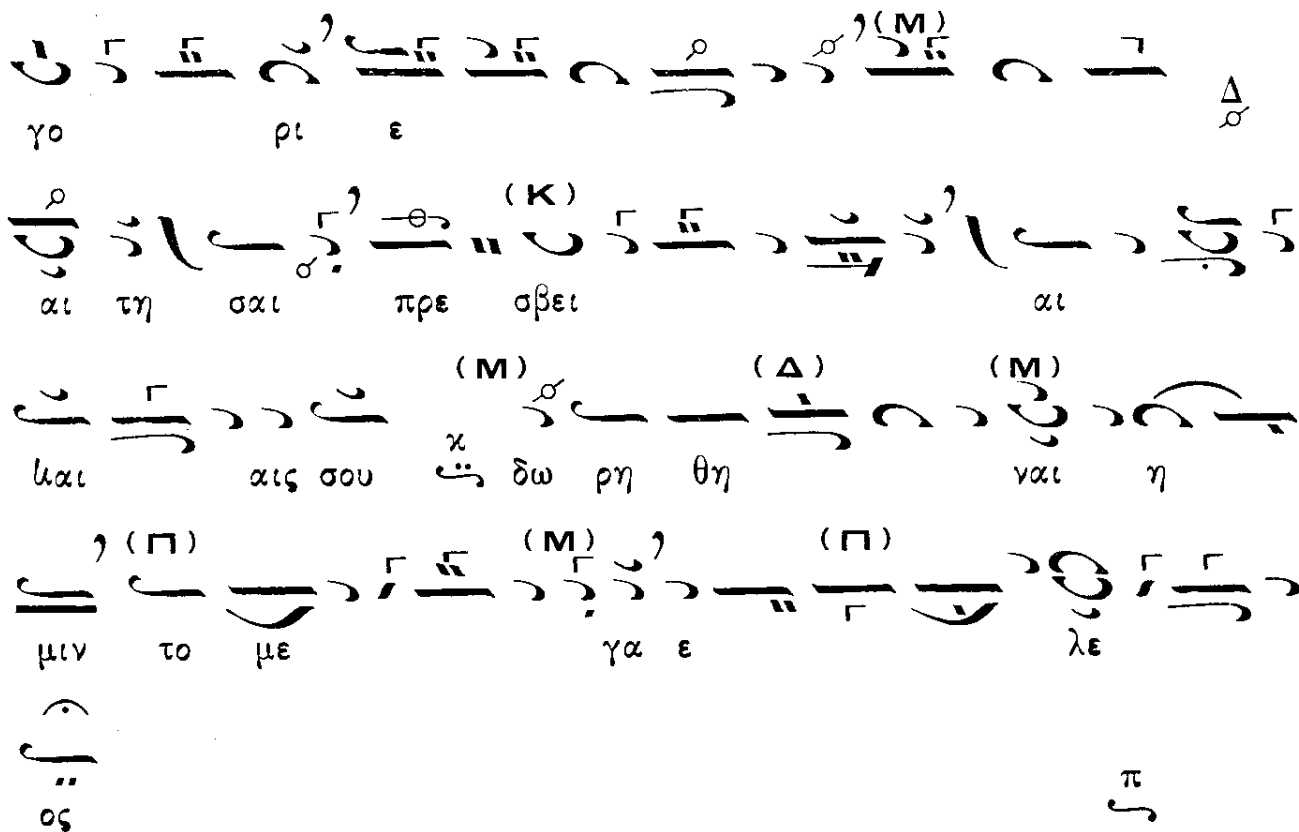 (Μ)
γο ρι ε Δ
(Κ)
αι τη σαι πρε σβει αι
(Μ) (Δ) (Μ)
και αις σου κ δω ρη θη ναι η
(Π) (Μ) (Π)
μιν το με γα ε λε
ος π